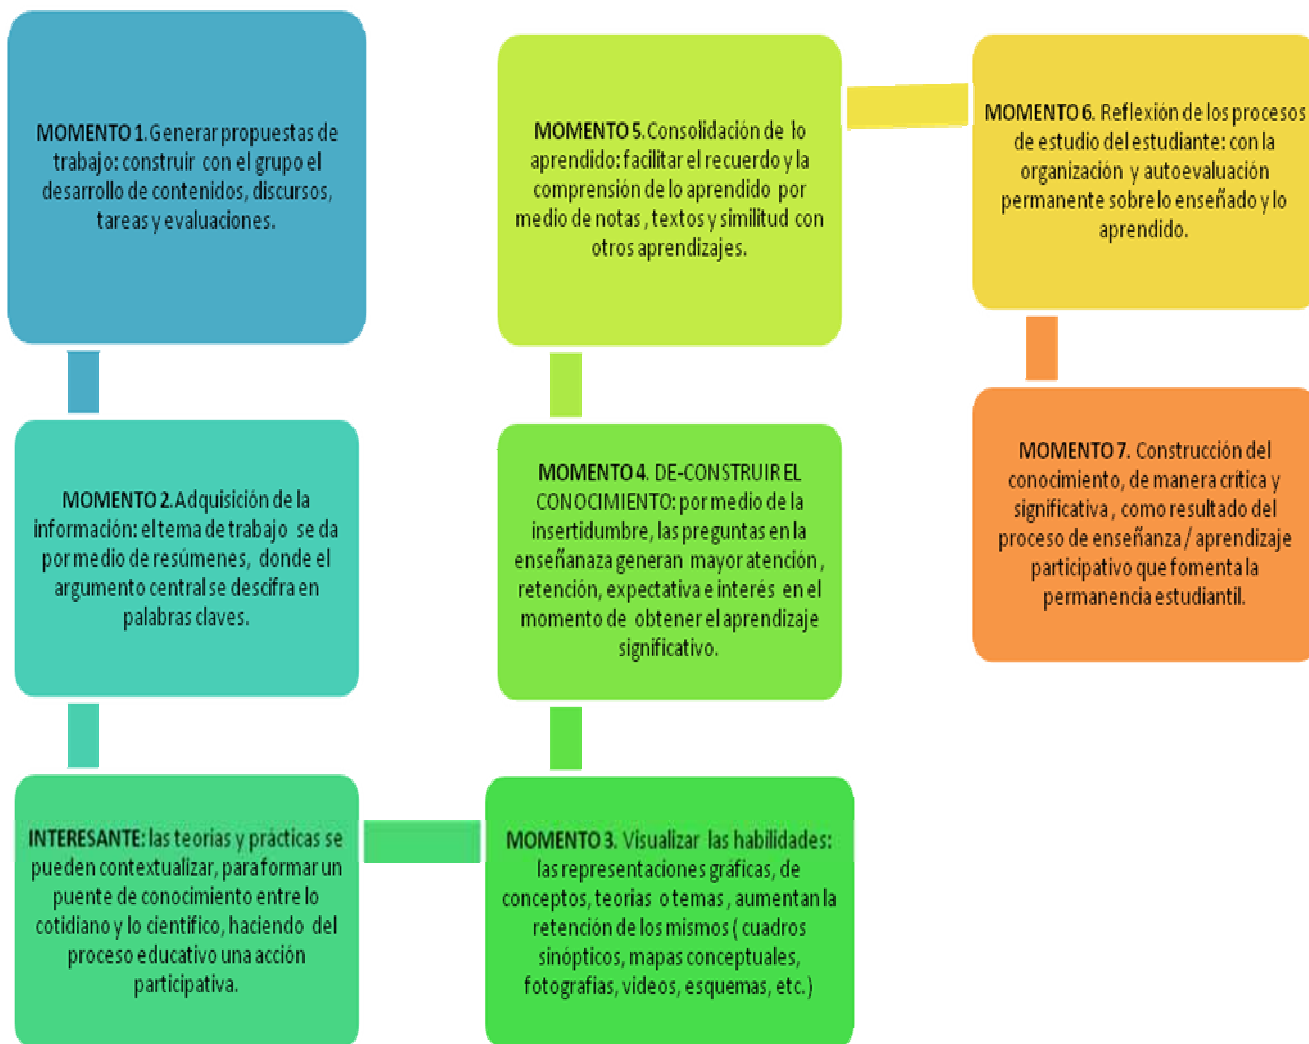 MOMENTO 1.Generar propuestas de
trabajo: construir con el grupo el
desarrollo de contenidos, discursos,
tareas y evaluaciones.
MOMENTO 2.Adquisición de la
información: el tema de trabajo se da
por medio de resúmenes, donde el
argumento central se descifra en
palabras claves.
INTERESANTE: las teorias y prácticas se
pueden contextualizar, para formar un
puente de conocimiento entre lo
cotidiano y lo científico, haciendo del
proceso educativo una acción
participativa.
MOMENTO 3. Visualizar las habilidades:
las representaciones gráficas, de
conceptos, teorias o temas, aumentan la
retención de los mismos ( cuadros
sinópticos, mapas conceptuales,
fotografias, videos, esquemas, etc.)
MOMENTO 4. DE-CONSTRUIR EL
CONOCIMIENTO: por medio de la
insertidumbre, las preguntas en la
enseñanaza generan mayor atención,
retención, expectativa e interés en el
momento de obtener el aprendizaje
significativo.
MOMENTO 5.Consolidación de lo
aprendido: facilitar el recuerdo y la
comprensión de lo aprendido por
medio de notas , textos y similitud con
otros aprendizajes.
MOMENTO 6. Reflexión de los procesos
de estudio del estudiante: con la
organización y autoevaluación
permanente sobre lo enseñado y lo
aprendido.
MOMENTO 7. Construcción del
conocimiento, de manera crítica y
significativa , como resultado del
proceso de enseñanza / aprendizaje
participativo que fomenta la
permanencia estudiantil.